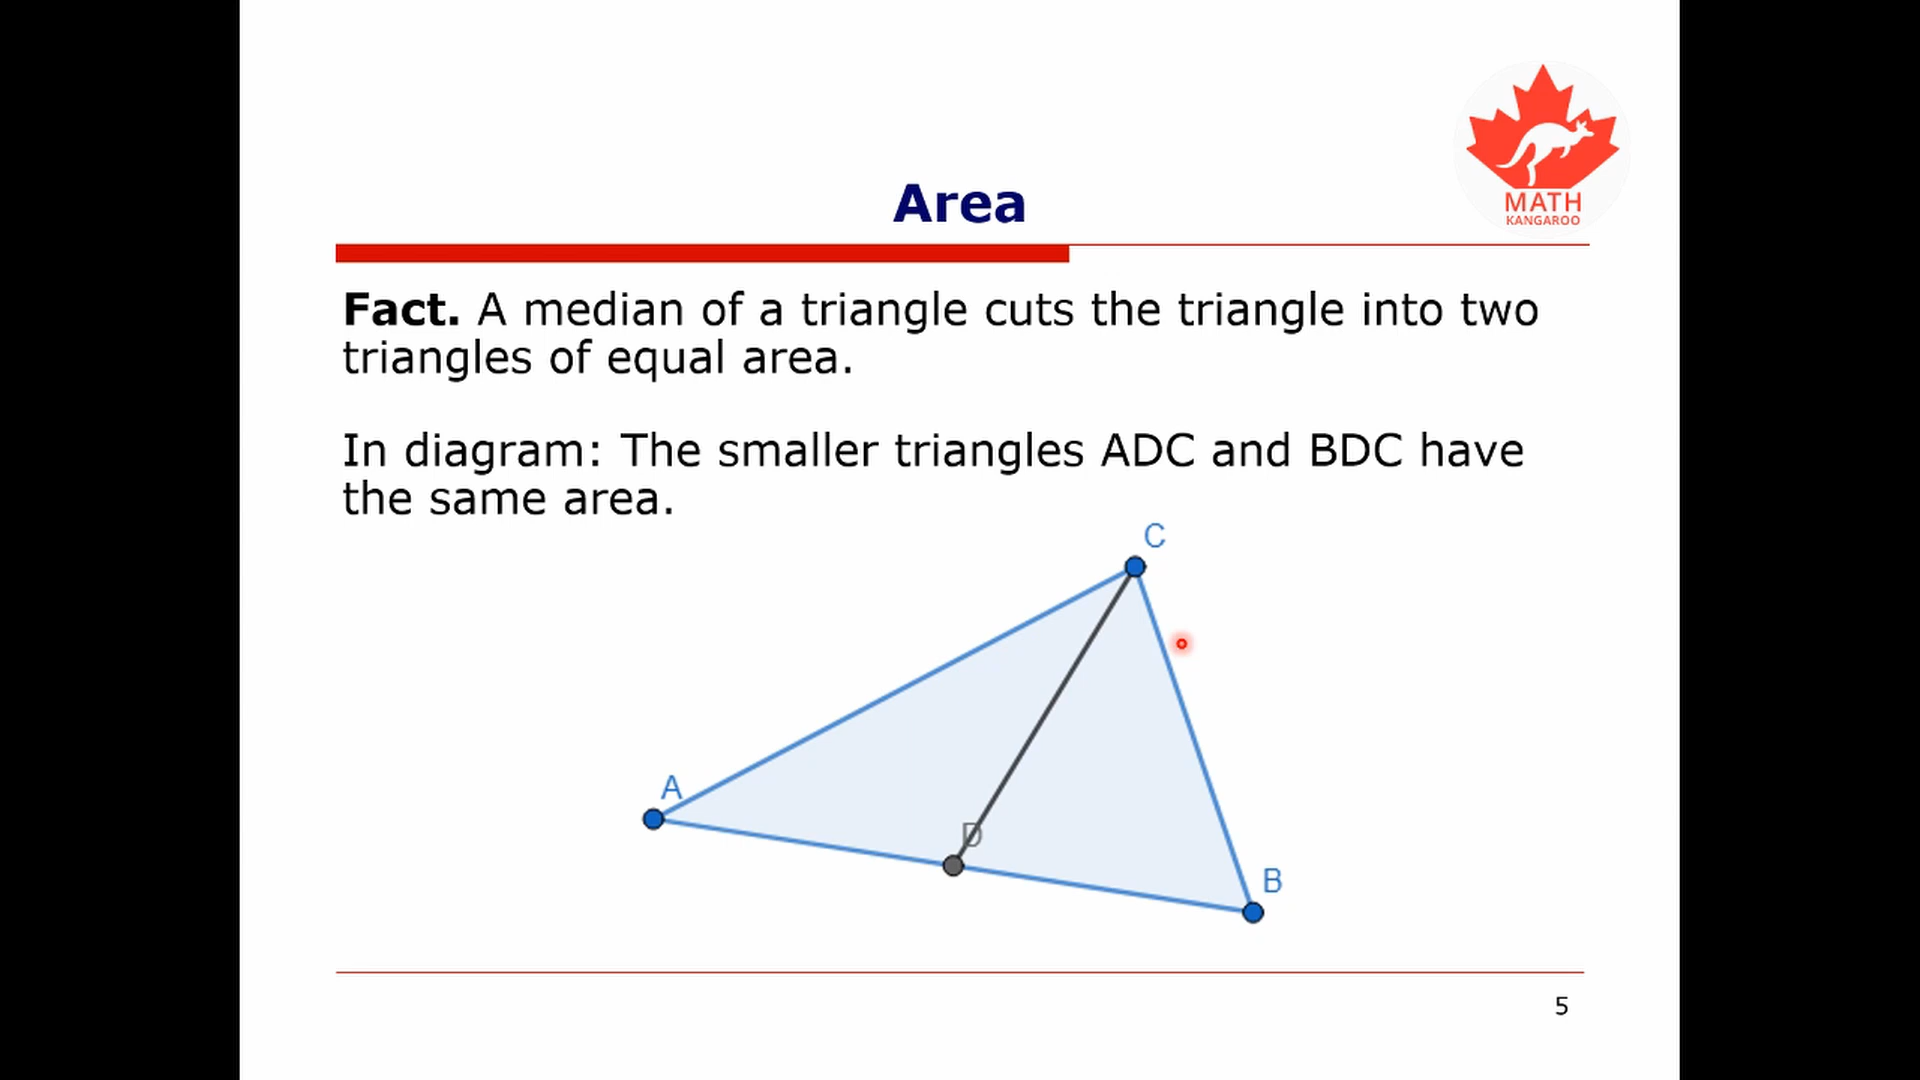 MATH
KANGAROO
Area
Fact. A median of a triangle cuts the triangle into two
triangles of equal area.
In diagram: The smaller triangles ADC and BDC have
the same area.
C
A
D
B
5